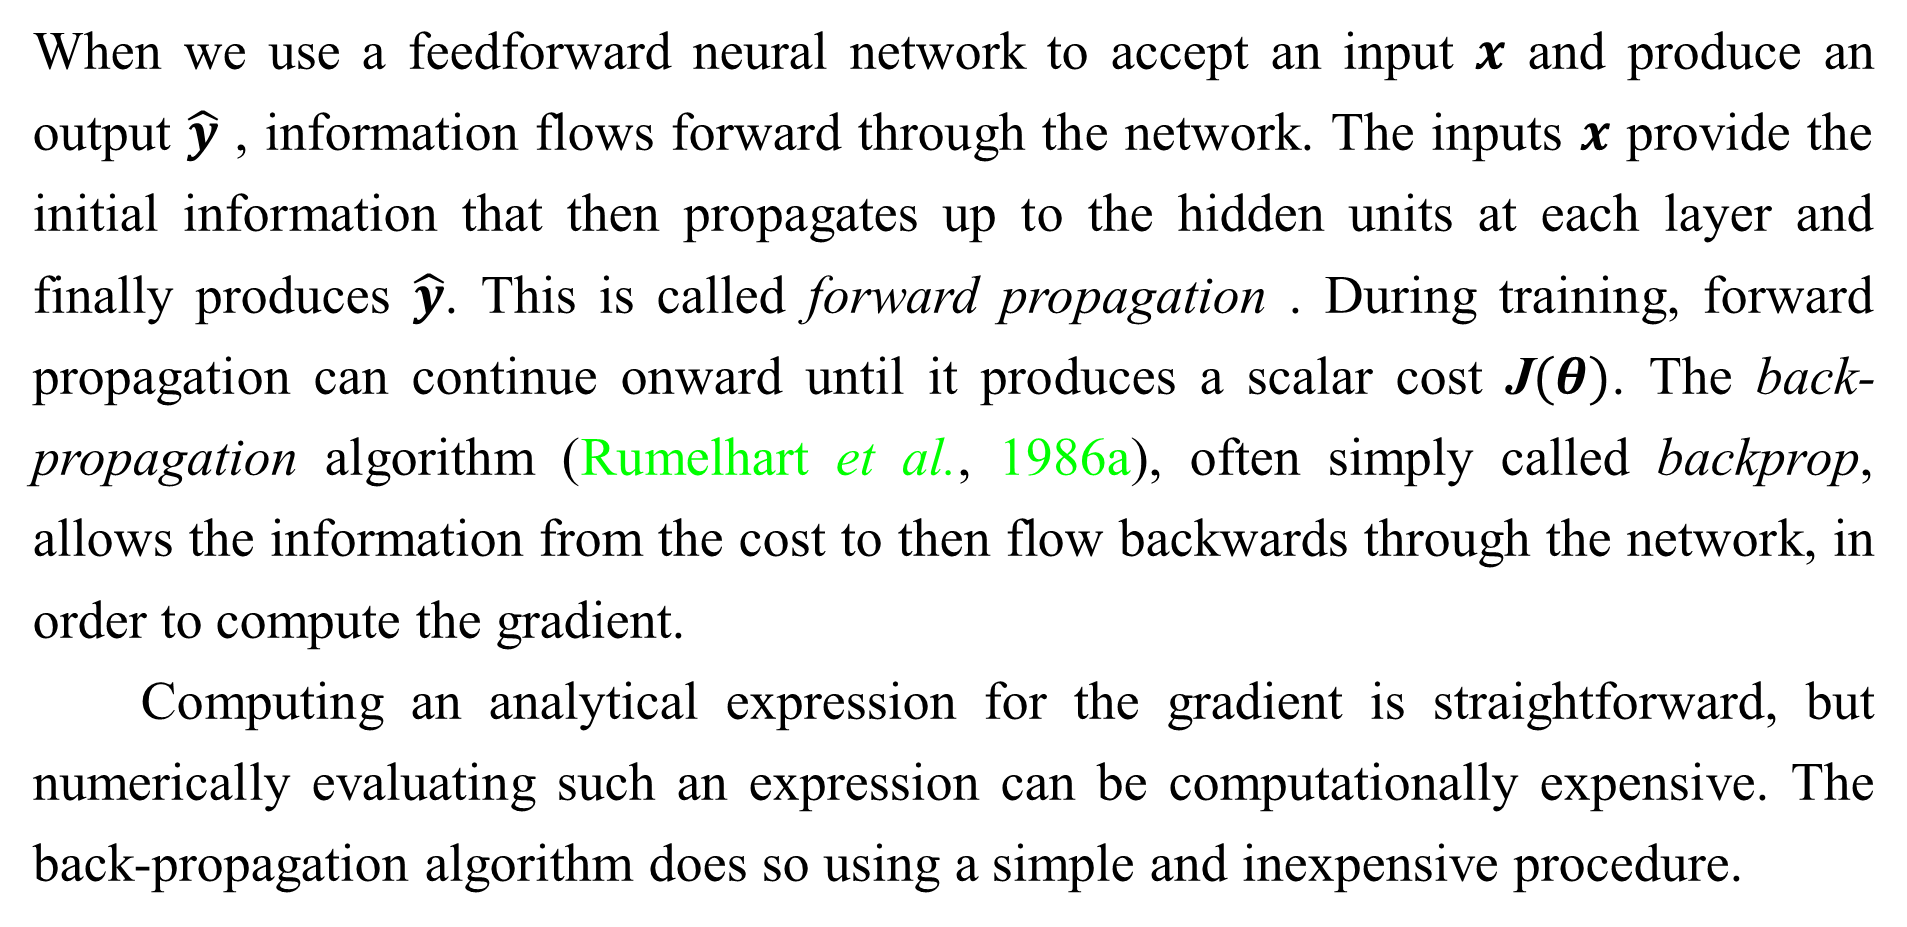 When we use a feedforward neural network to accept an input x and produce an
output ŷ , information flows forward through the network. The inputs x provide the
initial information that then propagates up to the hidden units at each layer and
finally produces ŷ. This is called forward propagation . During training, forward
propagation can continue onward until it produces a scalar cost J(θ). The back-
propagation algorithm (Rumelhart et al., 1986a), often simply called backprop,
allows the information from the cost to then flow backwards through the network, in
order to compute the gradient.
Computing an analytical expression for the gradient is straightforward, but
numerically evaluating such an expression can be computationally expensive. The
back-propagation algorithm does so using a simple and inexpensive procedure.